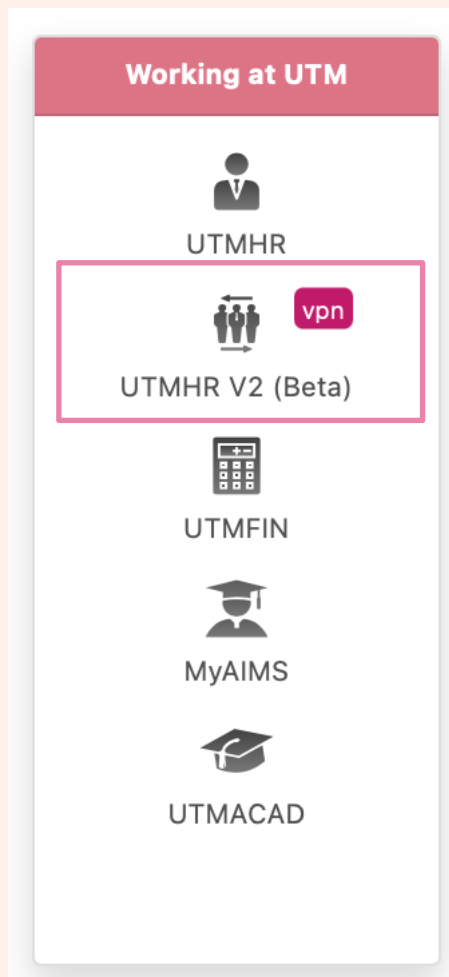 Working at UTM
UTMHR
vpn
UTMHR V2 (Beta)
UTMFIN
MyAIMS
UTMACAD